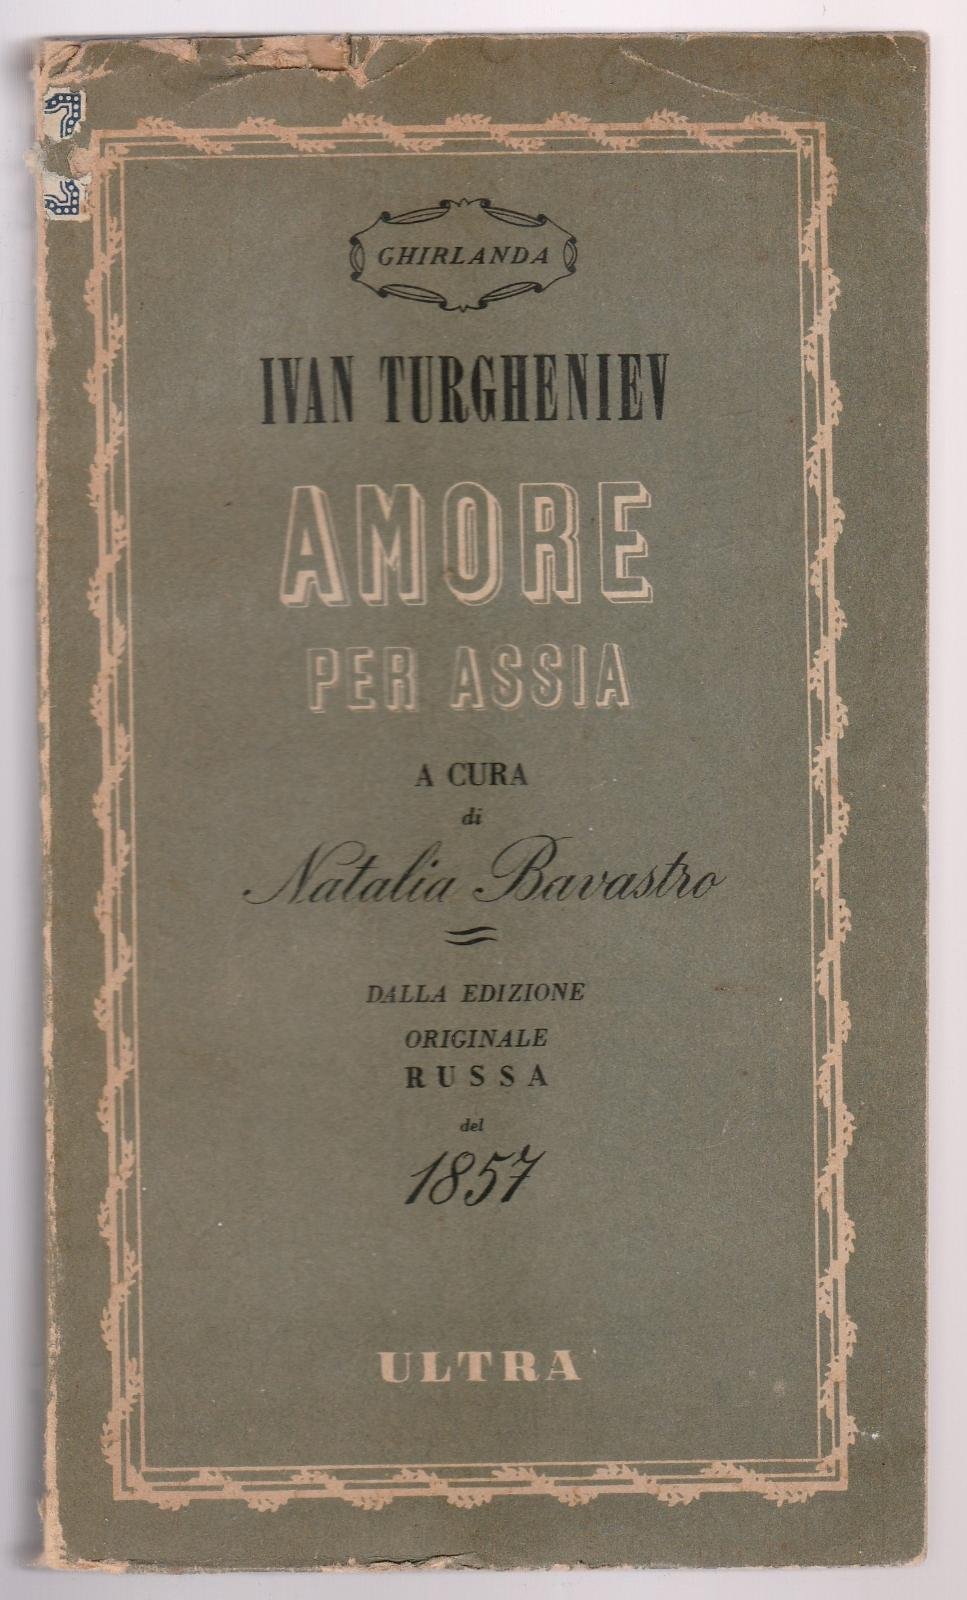 GHIRLANDA
IVAN TURGHENIEV
AMORE
PER ASSIA
A CURA
di
Natalia Bavastro
DALLA EDIZIONE
ORIGINALE
RUSSA
del
1857
ULTRA